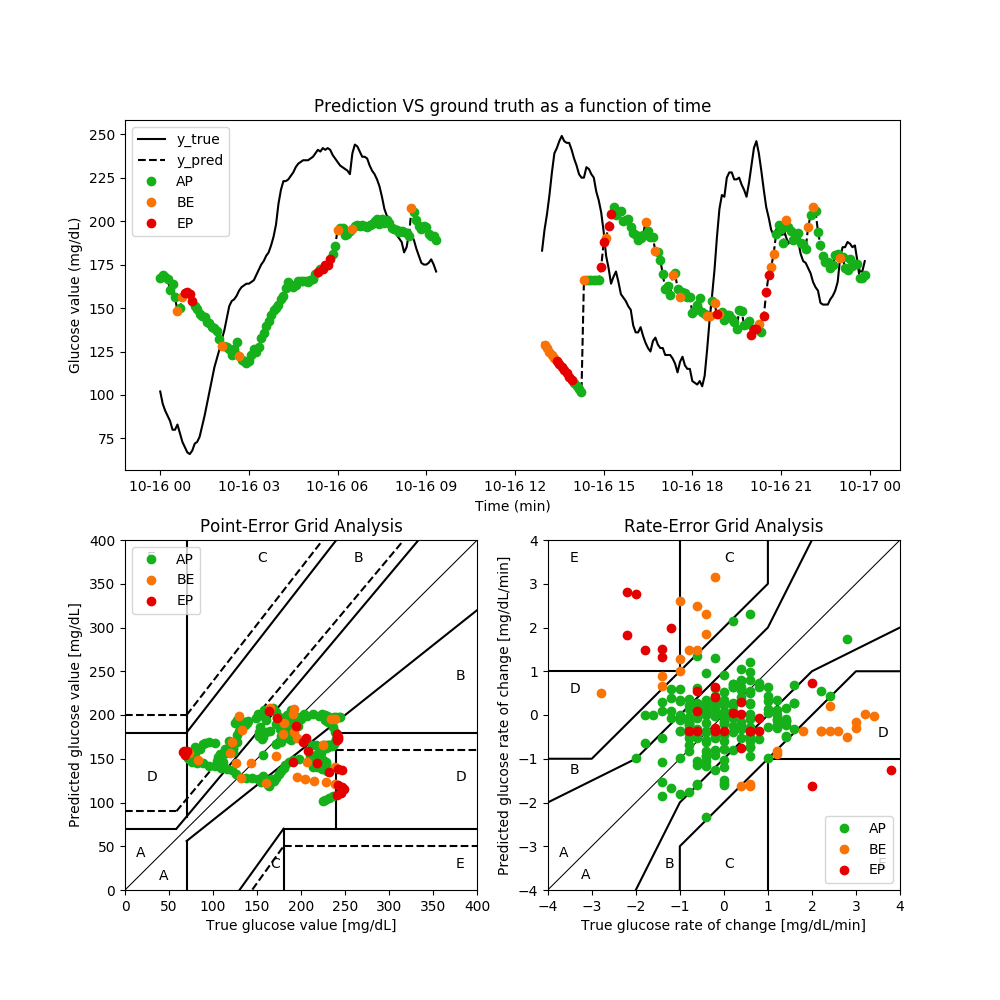 Prediction VS ground truth as a function of time
Glucose value (mg/dL)
250
225
200
175
150
125
100
75
y_true
y_pred
AP
BE
EP
10-16 00 10-16 03 10-16 06 10-16 09 10-16 12 10-16 15 10-16 18 10-16 21 10-17 00
Time (min)
Point-Error Grid Analysis
Predicted glucose value [mg/dL]
400
350
300
250
200
150
100
50
0
AP
BE
EP
C B
B
D D
A
A
C E
0 50 100 150 200 250 300 350 400
True glucose value [mg/dL]
Rate-Error Grid Analysis
Predicted glucose rate of change [mg/dL/min]
4
3
2
1
0
−1
−2
−3
−4
E C
D
D
B
A
A
B C
AP
BE
EP
−4 −3 −2 −1 0 1 2 3 4
True glucose rate of change [mg/dL/min]